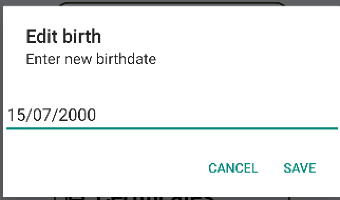 Edit birth
Enter new birthdate
15/07/2000
CANCEL SAVE